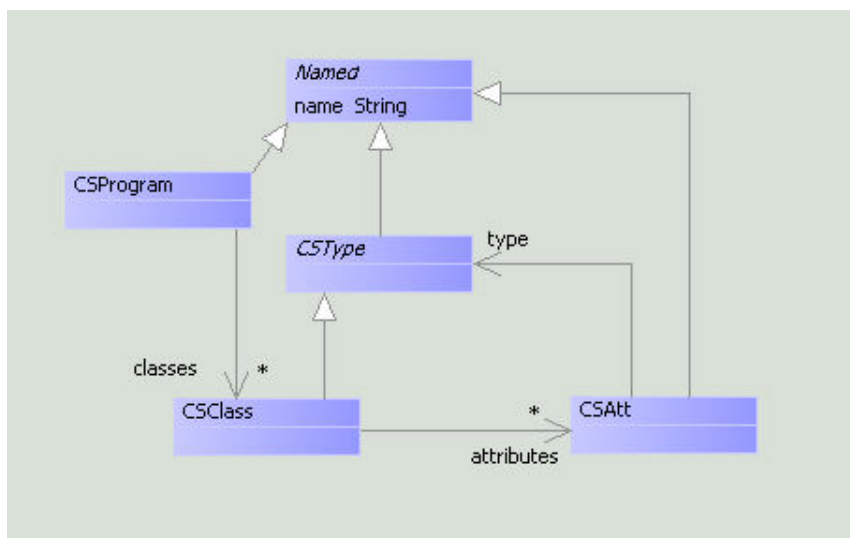 Named
name String
CSProgram
CSType
type
classes
*
CSClass
*
CSAtt
attributes